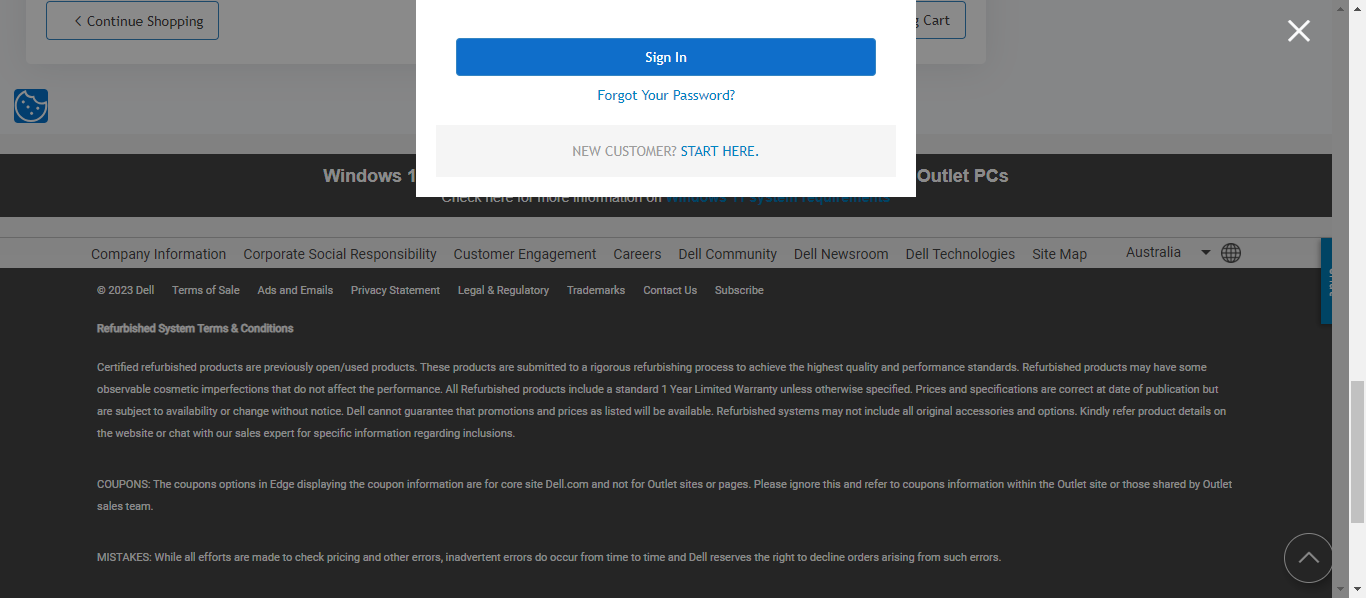 Continue Shopping
Cart
Sign In
Forgot Your Password?
NEW CUSTOMER? START HERE.
Windows 1
Outlet PCs
Check here for more information on Windows 11 system requirements
Company Information Corporate Social Responsibility Customer Engagement Careers Dell Community Dell Newsroom Dell Technologies Site Map Australia
© 2023 Dell Terms of Sale Ads and Emails Privacy Statement Legal & Regulatory Trademarks Contact Us Subscribe
Refurbished System Terms & Conditions
Certified refurbished products are previously open/used products. These products are submitted to a rigorous refurbishing process to achieve the highest quality and performance standards. Refurbished products may have some
observable cosmetic imperfections that do not affect the performance. All Refurbished products include a standard 1 Year Limited Warranty unless otherwise specified. Prices and specifications are correct at date of publication but
are subject to availability or change without notice. Dell cannot guarantee that promotions and prices as listed will be available. Refurbished systems may not include all original accessories and options. Kindly refer product details on
the website or chat with our sales expert for specific information regarding inclusions.
COUPONS: The coupons options in Edge displaying the coupon information are for core site Dell.com and not for Outlet sites or pages. Please ignore this and refer to coupons information within the Outlet site or those shared by Outlet
sales team.
MISTAKES: While all efforts are made to check pricing and other errors, inadvertent errors do occur from time to time and Dell reserves the right to decline orders arising from such errors.